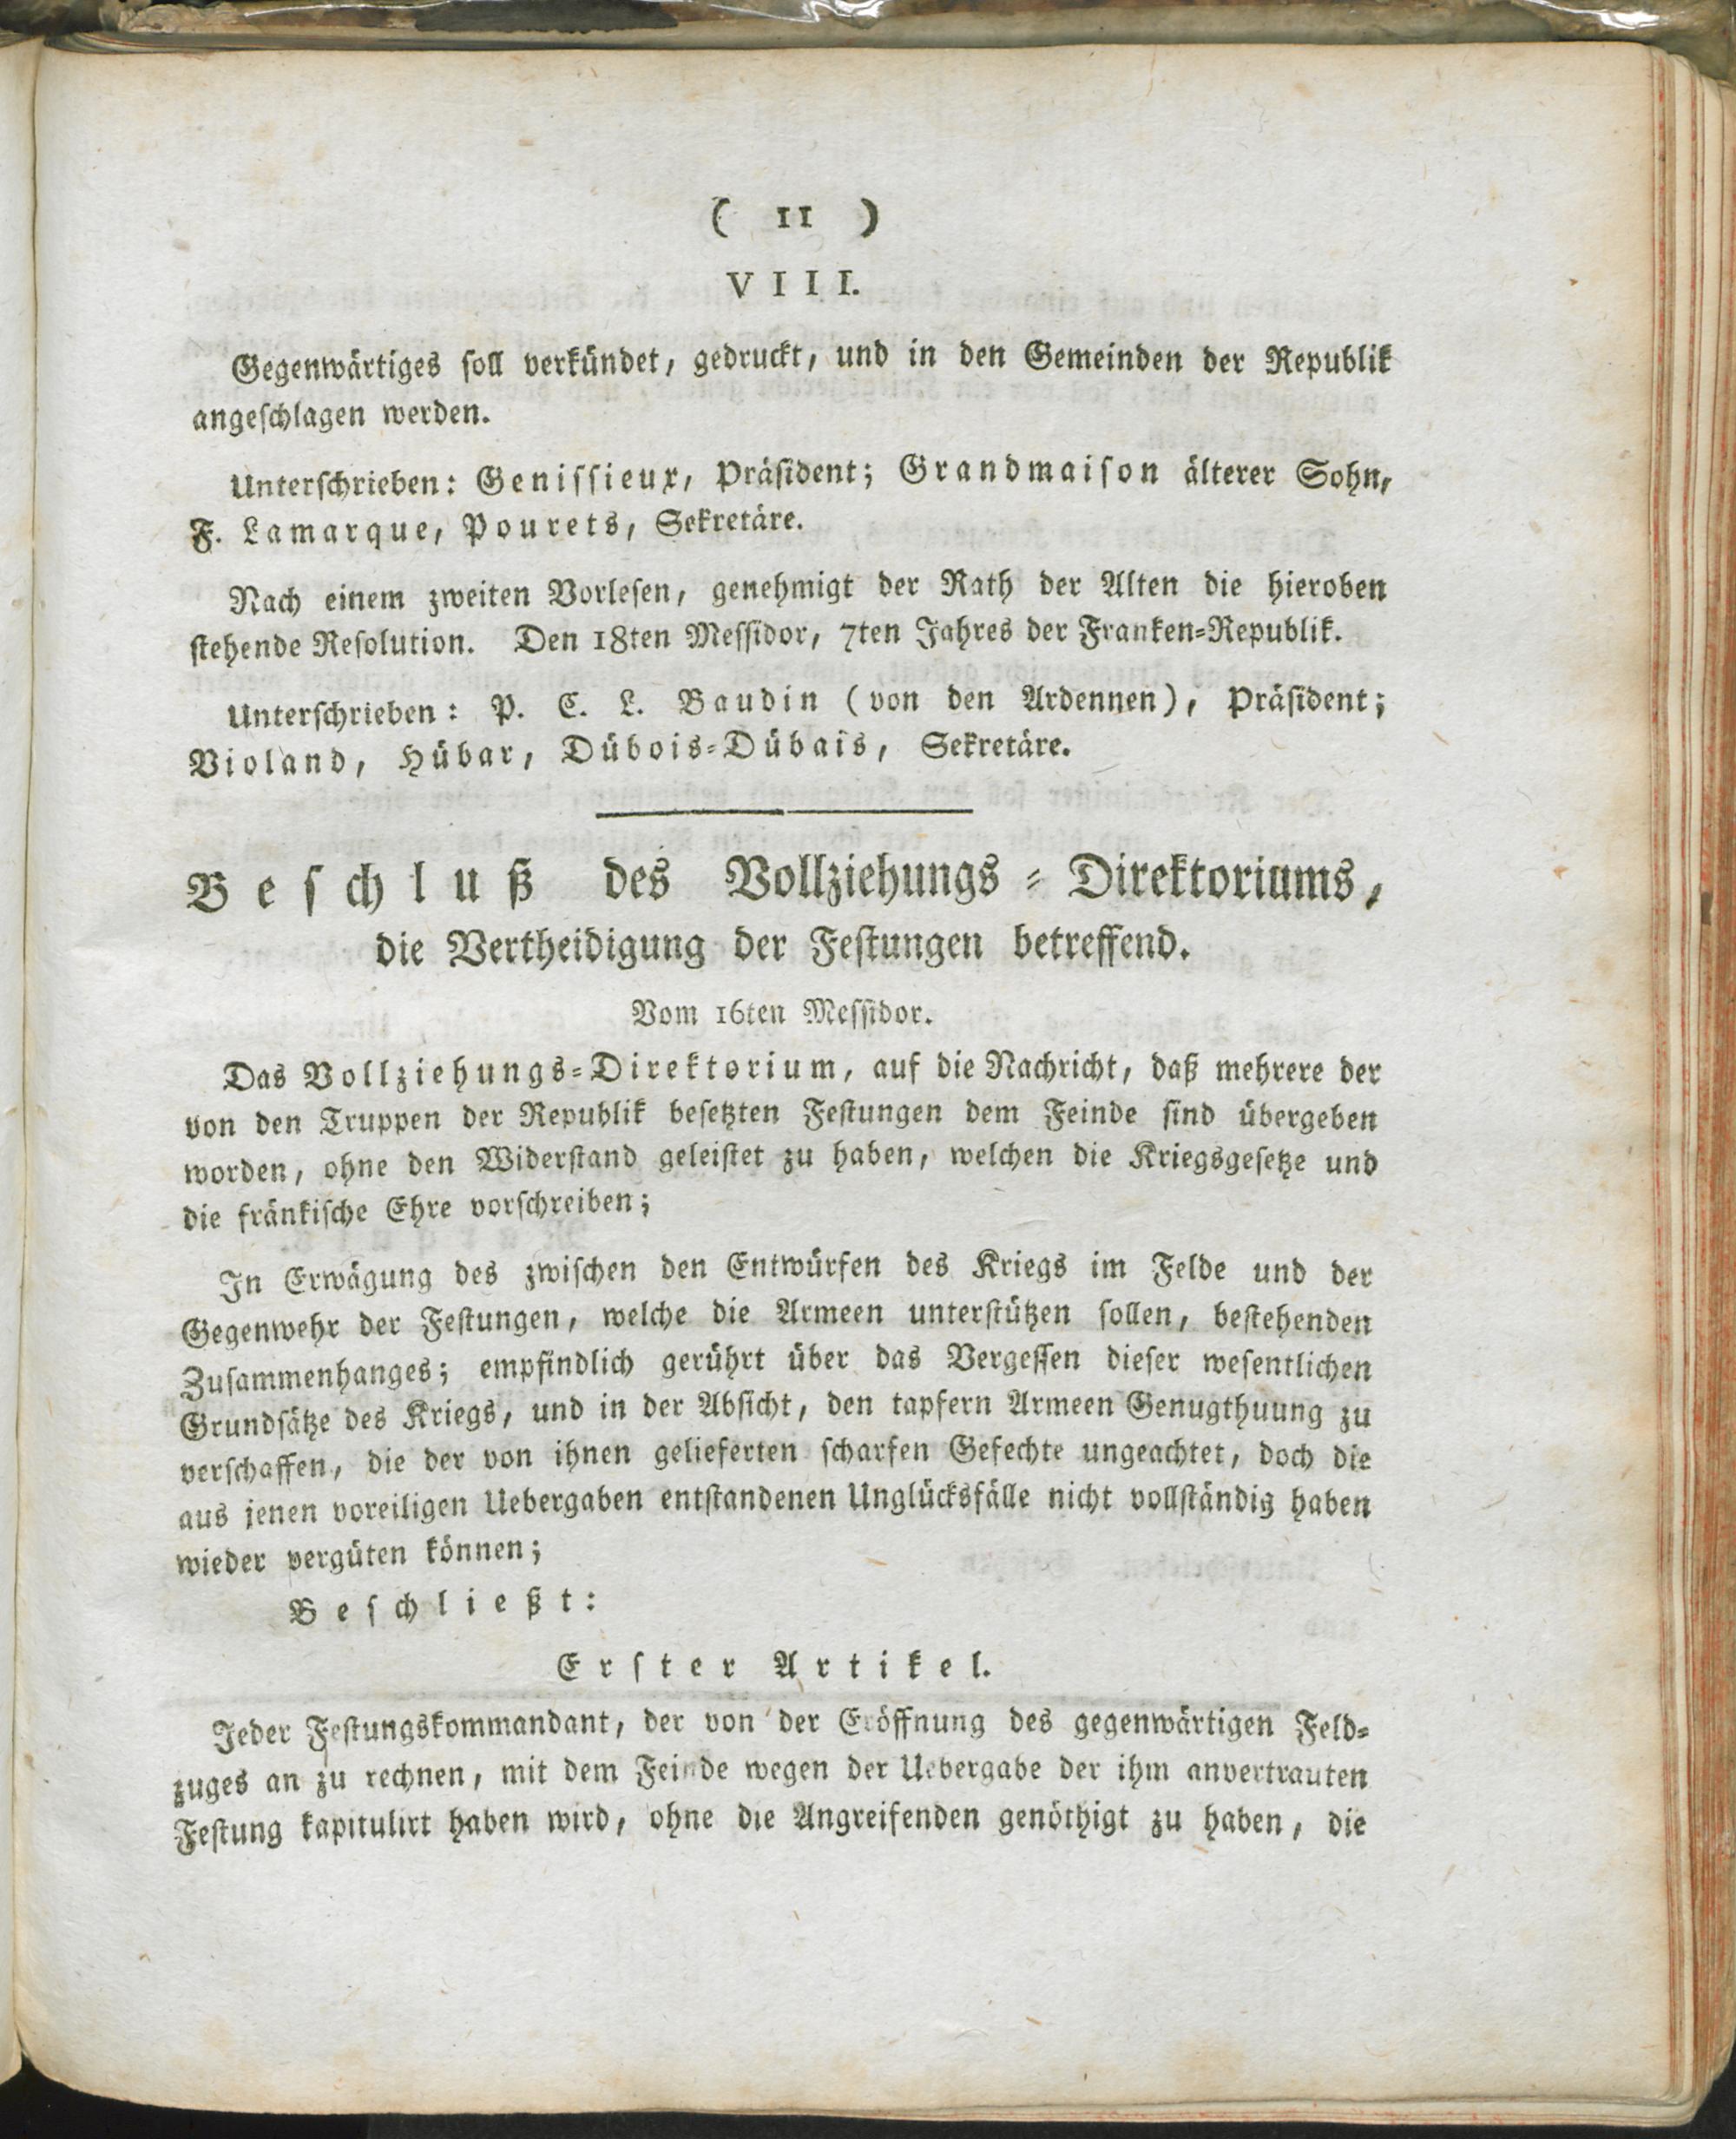 ( 11 )
VIII.
Gegenwärtiges soll verkündet, gedruckt, und in den Gemeinden der Republik
angeschlagen werden.
Unterschrieben: Genissieux, Präsident; Grandmaison älterer Sohn,
F. Lamarque, Pourets, Sekretäre.
Nach einem zweiten Vorlesen, genehmigt der Rath der Alten die hieroben
stehende Resolution. Den 18ten Messidor, 7ten Jahres der Franken-Republik.
Unterschrieben: P. C. L. Baudin (von den Ardennen), Präsident;
Violand, Hübar, Dübois-Dübais, Sekretäre.
Beschluß des Vollziehungs-Direktoriums,
die Vertheidigung der Festungen betreffend.
Vom 16ten Messidor.
Das Vollziehungs-Direktorium, auf die Nachricht, daß mehrere der
von den Truppen der Republik besetzten Festungen dem Feinde sind übergeben
worden, ohne den Widerstand geleistet zu haben, welchen die Kriegsgesetze und
die fränkische Ehre vorschreiben;
In Erwägung des zwischen den Entwürfen des Kriegs im Felde und der
Gegenwehr der Festungen, welche die Armeen unterstützen sollen, bestehenden
Zusammenhanges; empfindlich gerührt über das Vergessen dieser wesentlichen
Grundsätze des Kriegs, und in der Absicht, den tapfern Armeen Genugthuung zu
verschaffen, die der von ihnen gelieferten scharfen Gefechte ungeachtet, doch die
aus jenen voreiligen Uebergaben entstandenen Unglücksfälle nicht vollständig haben
wieder vergüten können;
Beschließt:
Erster Artikel.
Jeder Festungskommandant, der von der Eröffnung des gegenwärtigen Feld-
zuges an zu rechnen, mit dem Feinde wegen der Uebergabe der ihm anvertrauten
Festung kapitulirt haben wird, ohne die Angreifenden genöthigt zu haben, die